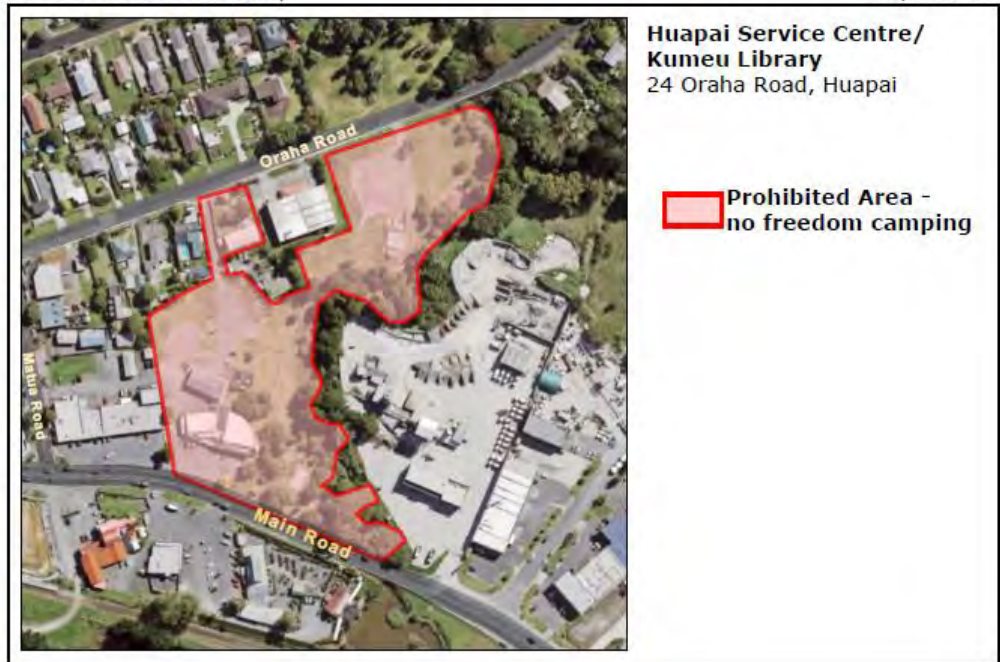 Huapai Service Centre/
Kumeu Library
24 Oraha Road, Huapai
Prohibited Area -
no freedom camping
Oraha Road
Matua Road
Main Road